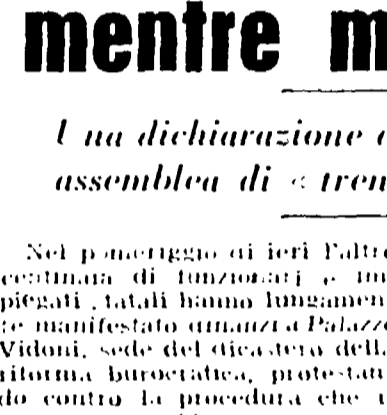 mentre m
Una dichiarazione
assemblea di « tren
Nel pomeriggio di ieri l'altro
centinaia di funzionari e im
piegati statali hanno lungamen
te manifestato dinanzi a Palazzo
Vidoni, sede del dicastero della
riforma burocratica, protestan
do contro la procedura che